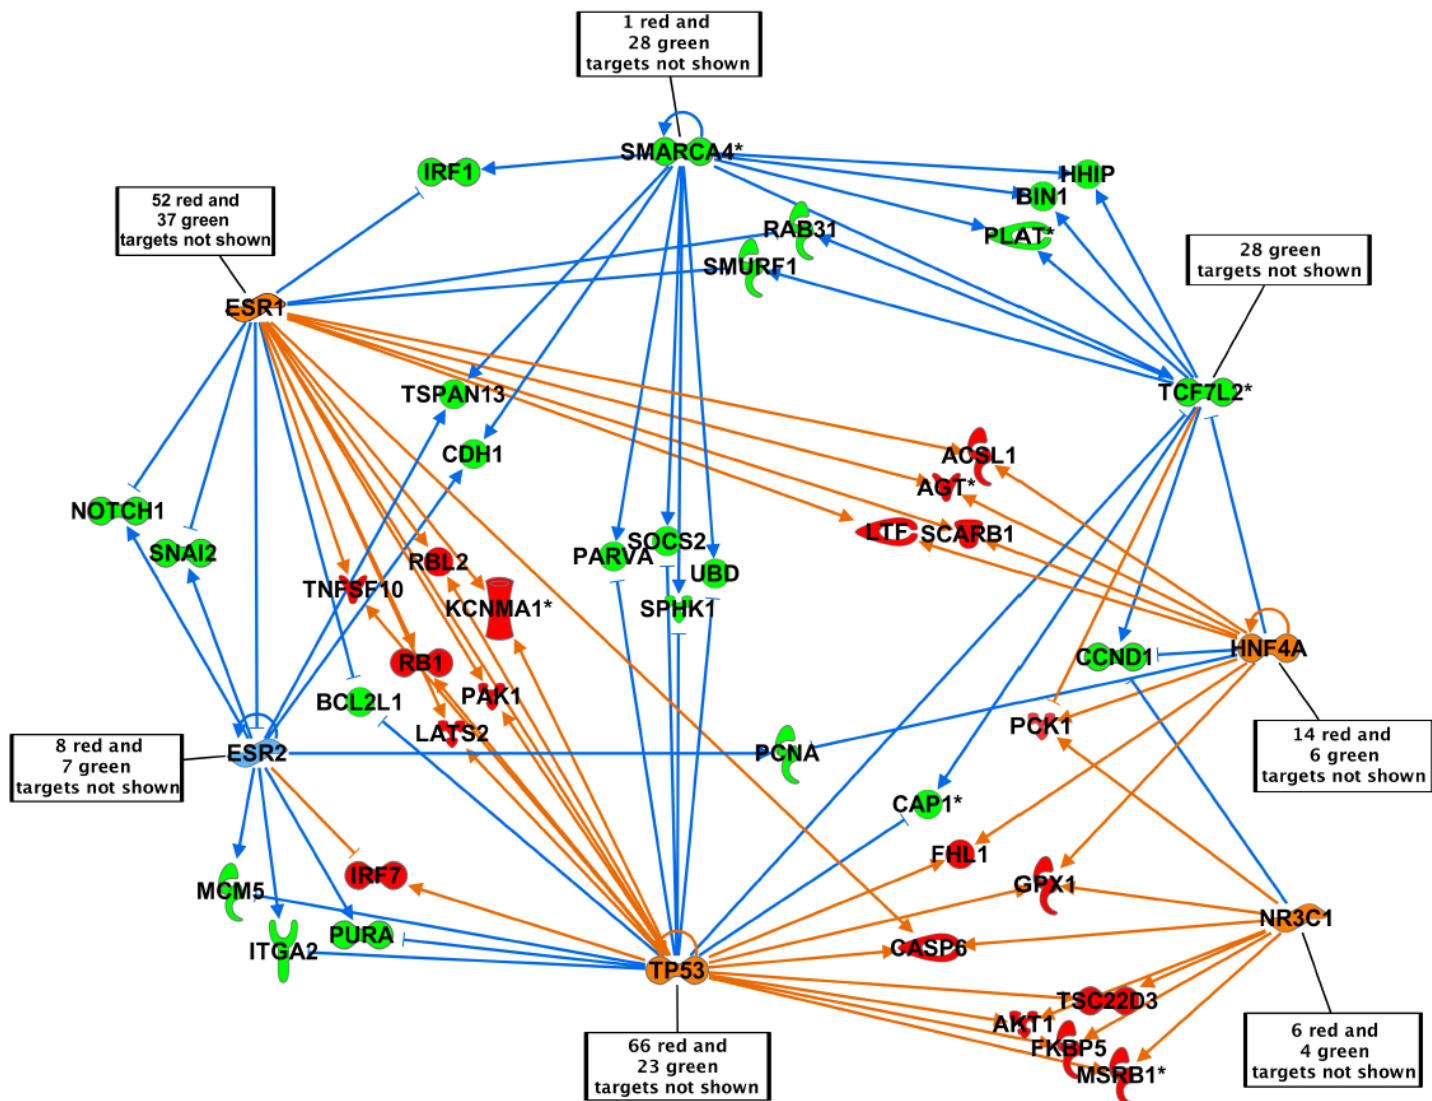 1 red and
28 green
targets not shown
SMARCA4*
IRF1
HHIP
BIN1
52 red and
37 green
targets not shown
RAB31
PLAT*
28 green
targets not shown
SMURF1
ESR1
TSPAN13
TCF7L2*
CDH1
ACSL1
AGT*
NOTCH1
SNAI2
LTF
SCARB1
SOCS2
PARVA
RBL2
UBD
TNFSF10
KCNMA1*
SPHK1
RB1
CCND1
HNF4A
BCL2L1
PAK1
LATS2
PCK1
8 red and
7 green
targets not shown
ESR2
PCNA
14 red and
6 green
targets not shown
CAP1*
FHL1
IRF7
MCM5
GPX1
NR3C1
PURA
ITGA2
CASP6
TP53
TSC22D3
AKT1
FKBP5
MSRB1*
66 red and
23 green
targets not shown
6 red and
4 green
targets not shown